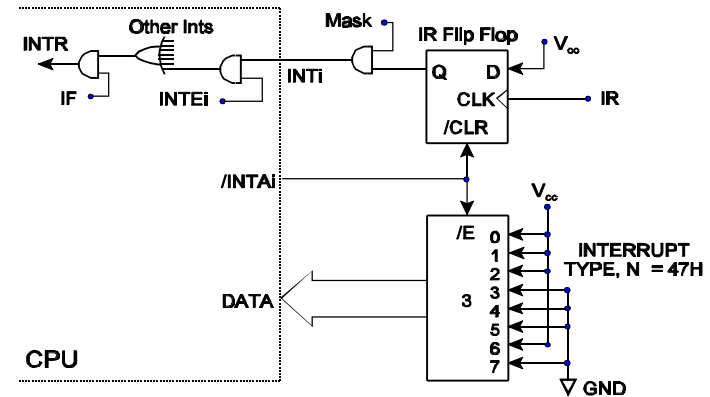 Other Ints
Mask
IR Flip Flop
INTR
Vcc
Q
D
INTi
CLK
IR
IF
INTEi
/CLR
/INTAi
Vcc
/E
0
1
2
3
4
5
6
7
INTERRUPT
TYPE, N = 47H
3
DATA
CPU
GND